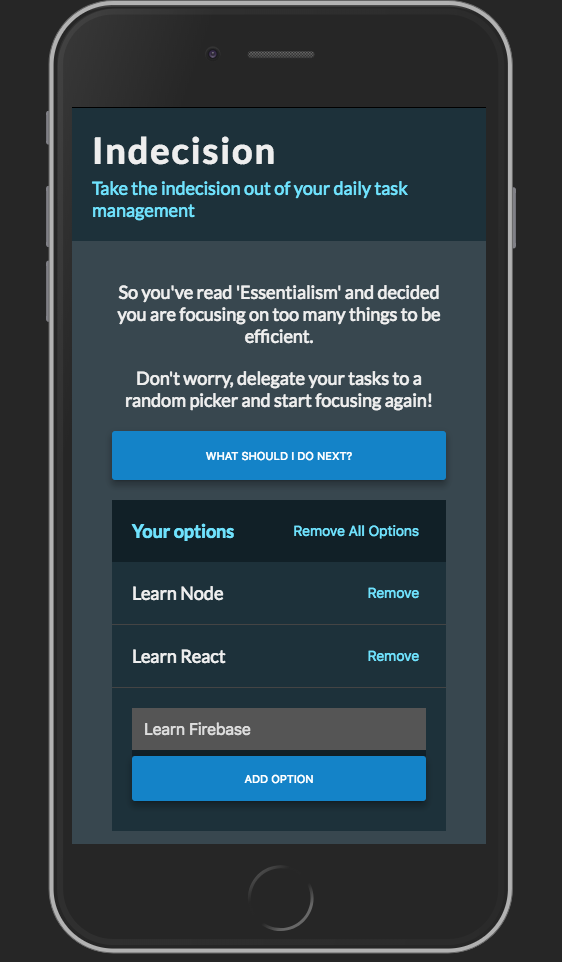 Indecision
Take the indecision out of your daily task
management
So you've read 'Essentialism' and decided
you are focusing on too many things to be
efficient.
Don't worry, delegate your tasks to a
random picker and start focusing again!
WHAT SHOULD I DO NEXT?
Your options Remove All Options
Learn Node Remove
Learn React Remove
Learn Firebase
ADD OPTION